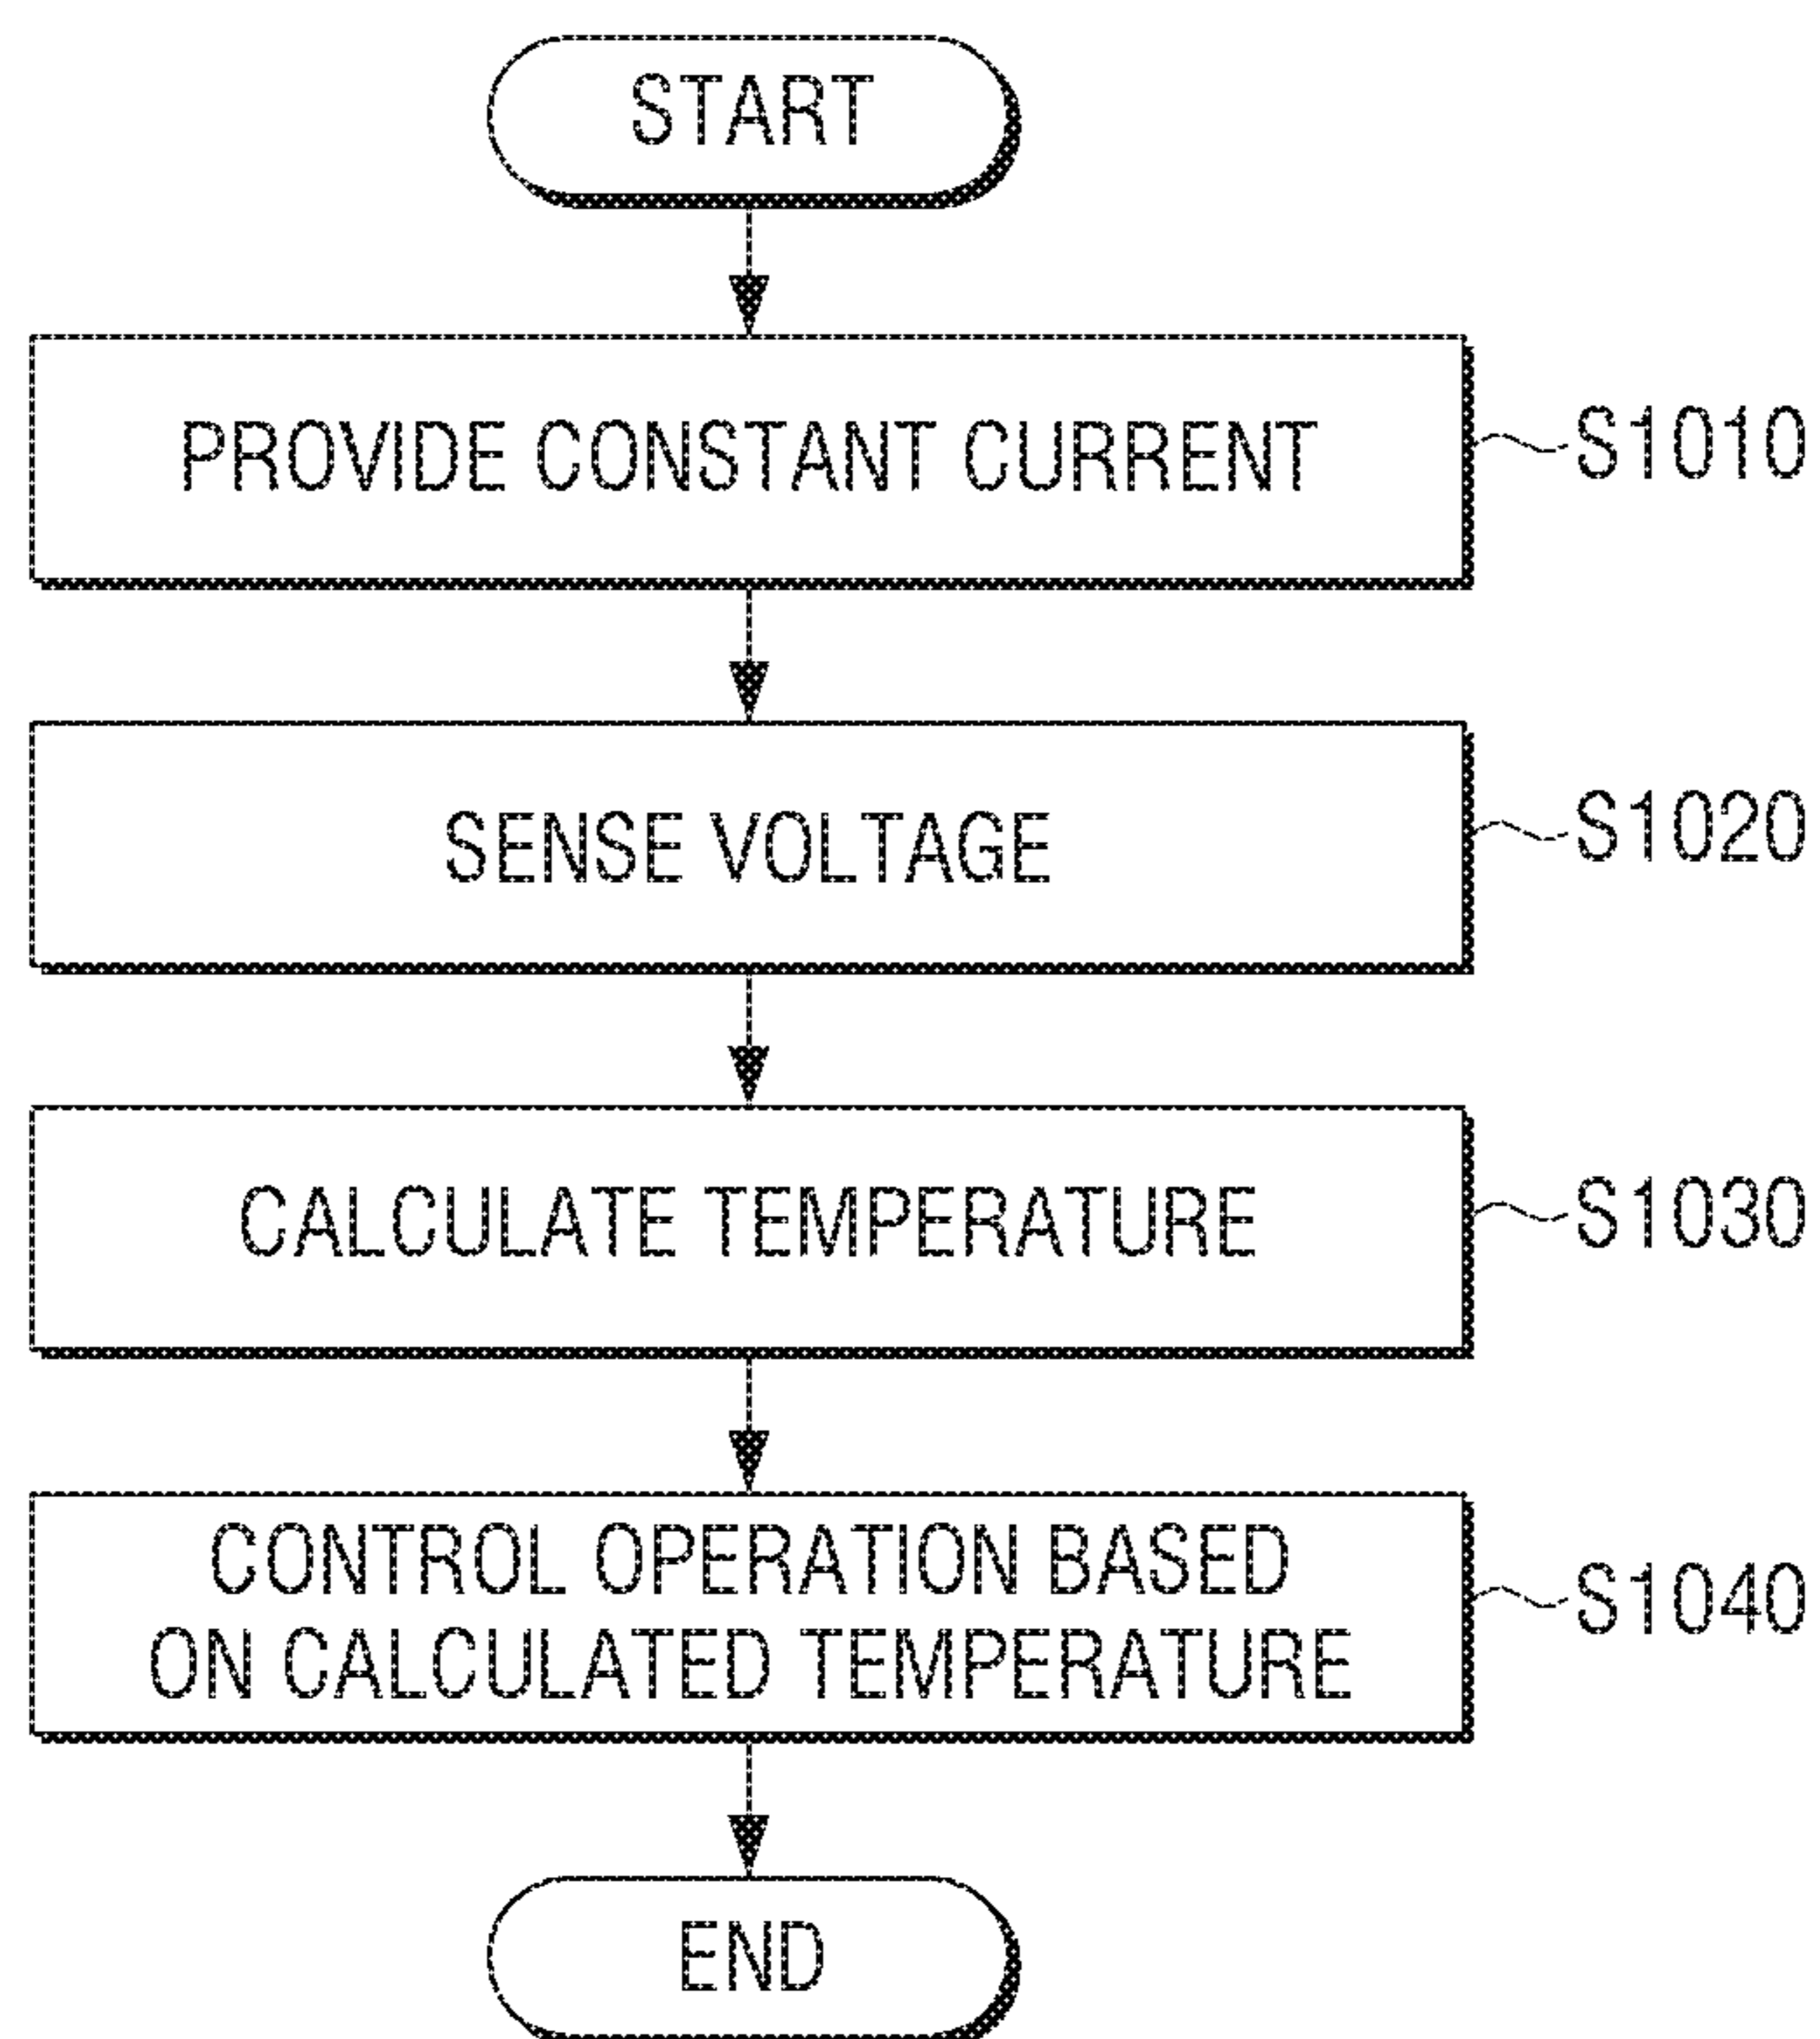 START
PROVIDE CONSTANT CURRENT
S1010
SENSE VOLTAGE
S1020
CALCULATE TEMPERATURE
S1030
CONTROL OPERATION BASED
ON CALCULATED TEMPERATURE
S1040
END